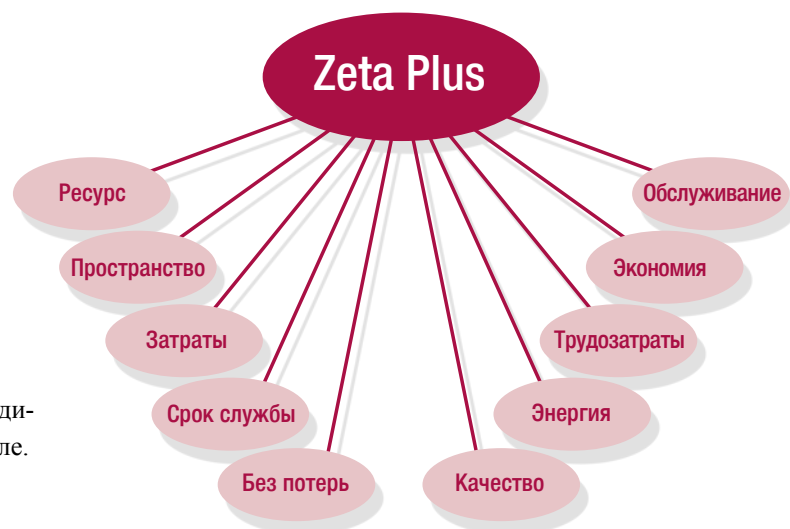 Zeta Plus
Ресурс
Обслуживание
Пространство
Экономия
Затраты
Трудозатраты
Срок службы
Энергия
ди-
ле.
Без потерь
Качество